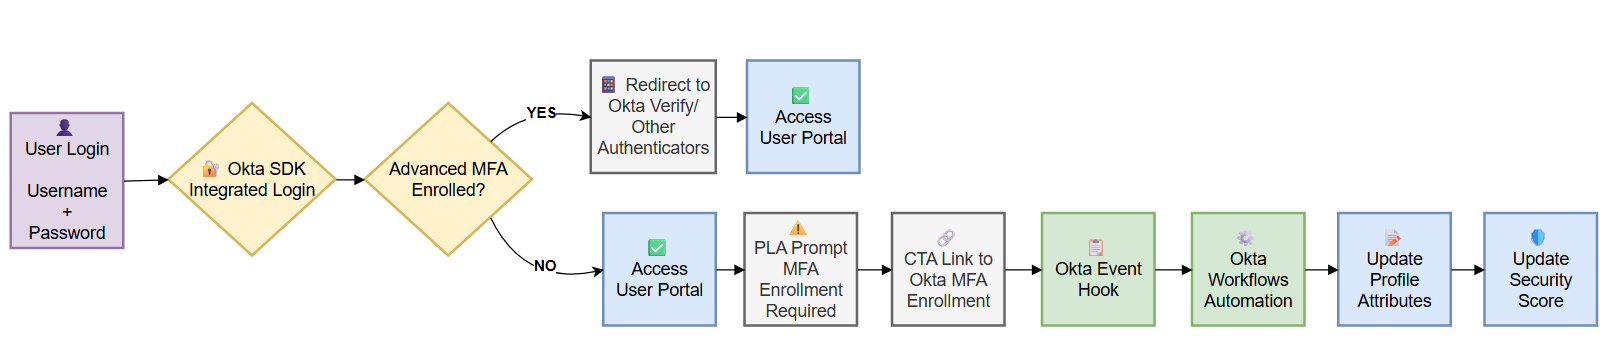 User Login
Username
+
Password
Okta SDK
Integrated Login
Advanced MFA
Enrolled?
YES
Redirect to
Okta Verify/
Other
Authenticators
Access
User Portal
NO
Access
User Portal
PLA Prompt
MFA
Enrollment
Required
CTA Link to
Okta MFA
Enrollment
Okta Event
Hook
Okta
Workflows
Automation
Update
Profile
Attributes
Update
Security
Score